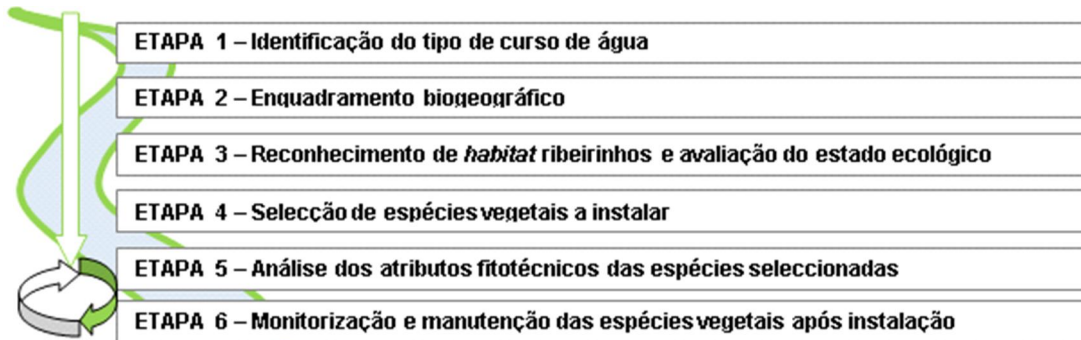 ETAPA 1 – Identificação do tipo de curso de água
ETAPA 2 – Enquadramento biogeográfico
ETAPA 3 – Reconhecimento de habitat ribeirinhos e avaliação do estado ecológico
ETAPA 4 – Selecção de espécies vegetais a instalar
ETAPA 5 – Análise dos atributos fitotécnicos das espécies seleccionadas
ETAPA 6 – Monitorização e manutenção das espécies vegetais após instalação